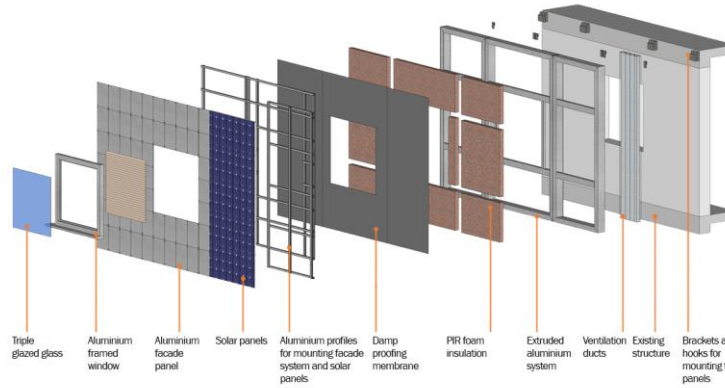 Triple
glazed glass
Aluminium
framed
window
Aluminium
facade
panel
Solar panels
Aluminium profiles
for mounting facade
system and solar
panels
Damp
proofing
membrane
PIR foam
insulation
Extruded
aluminium
system
Ventilation
ducts
Existing
structure
Brackets a
hooks for
mounting
panels